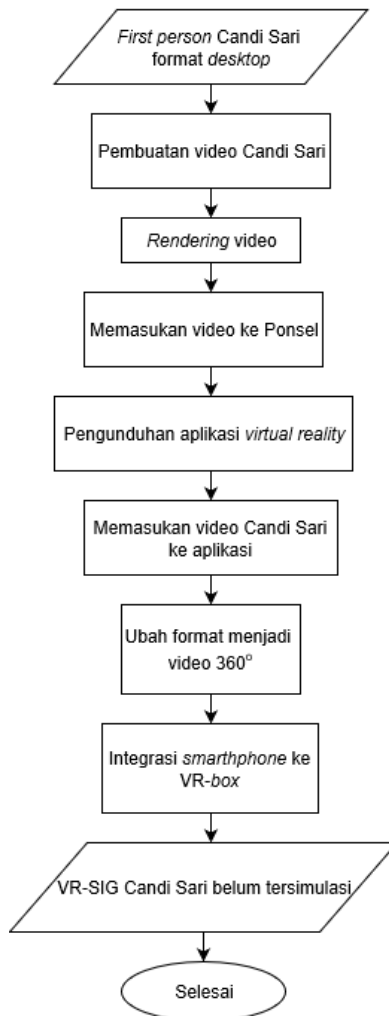 First person Candi Sari
format desktop
Pembuatan video Candi Sari
Rendering video
Memasukan video ke Ponsel
Pengunduhan aplikasi virtual reality
Memasukan video Candi Sari
ke aplikasi
Ubah format menjadi
video 360°
Integrasi smarthphone ke
VR-box
VR-SIG Candi Sari belum tersimulasi
Selesai